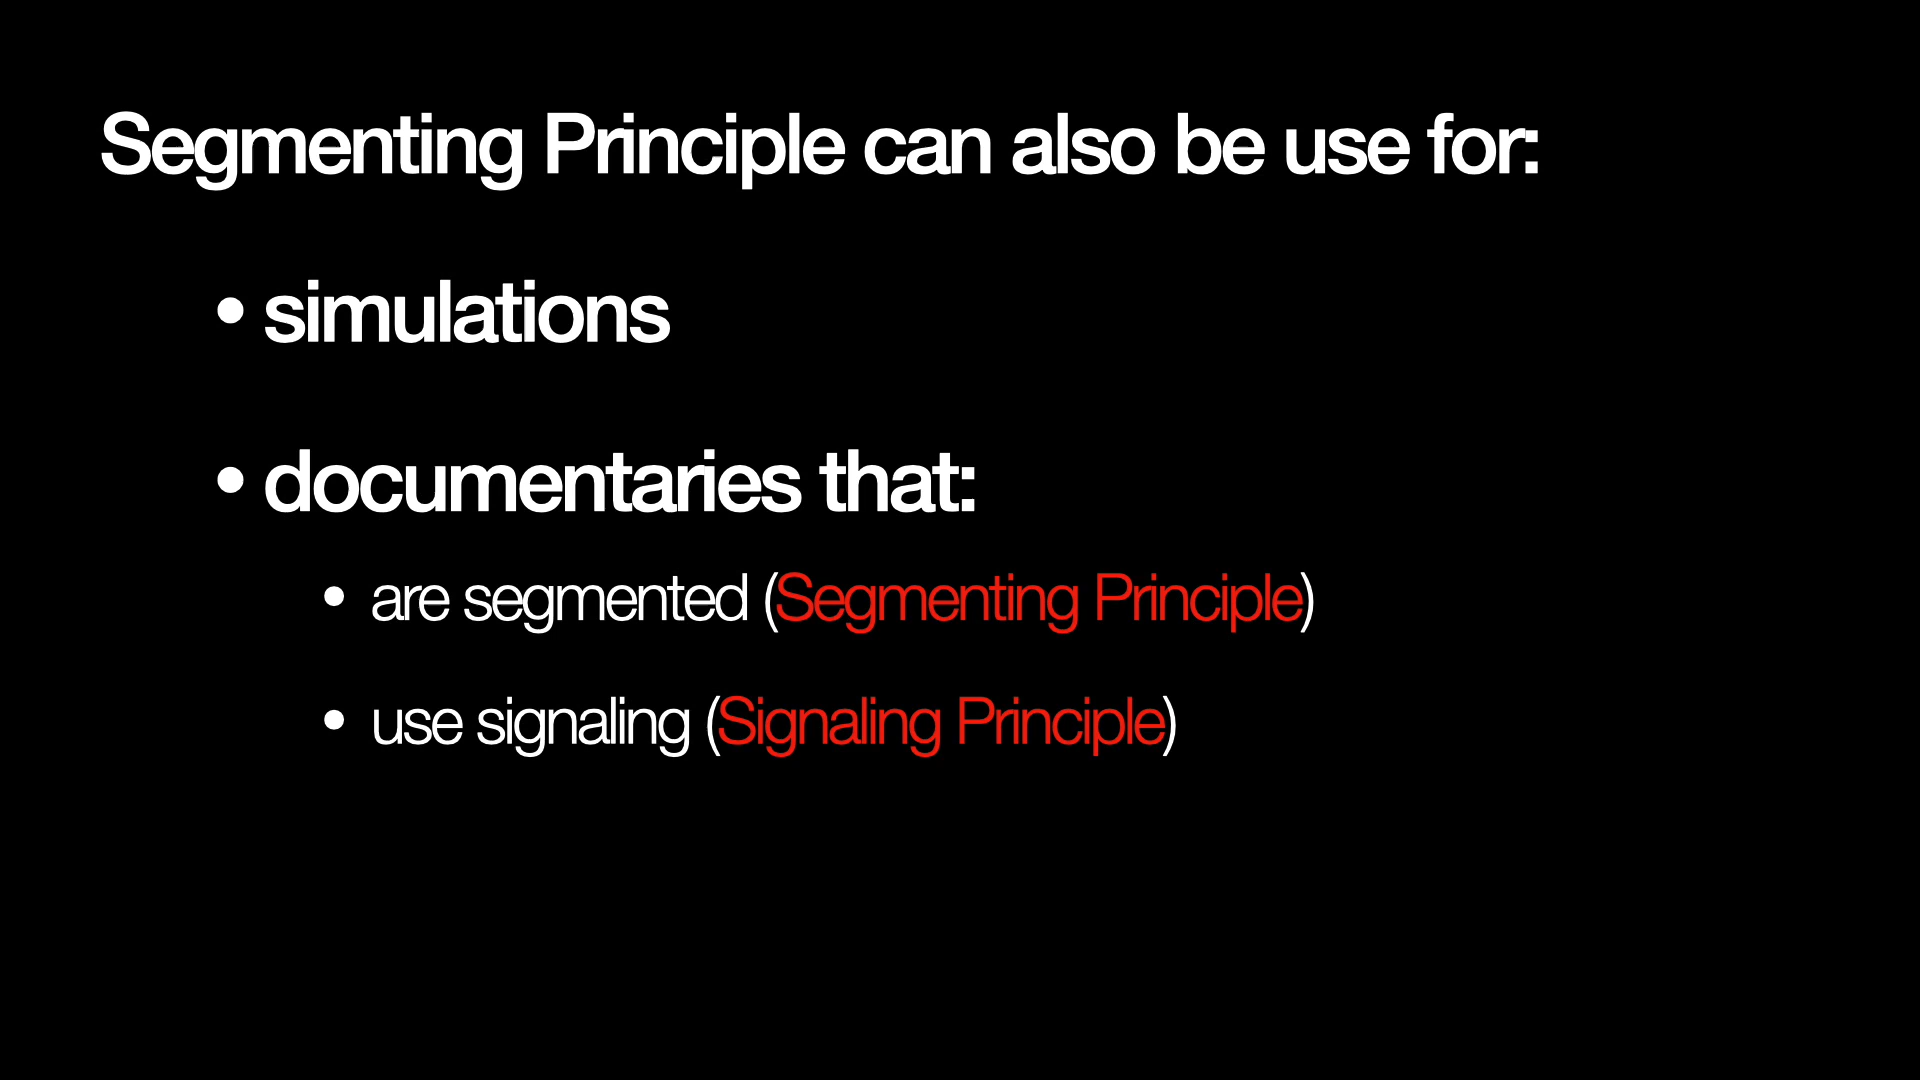 Segmenting Principle can also be use for:
• simulations
• documentaries that:
• are segmented (Segmenting Principle)
• use signaling (Signaling Principle)